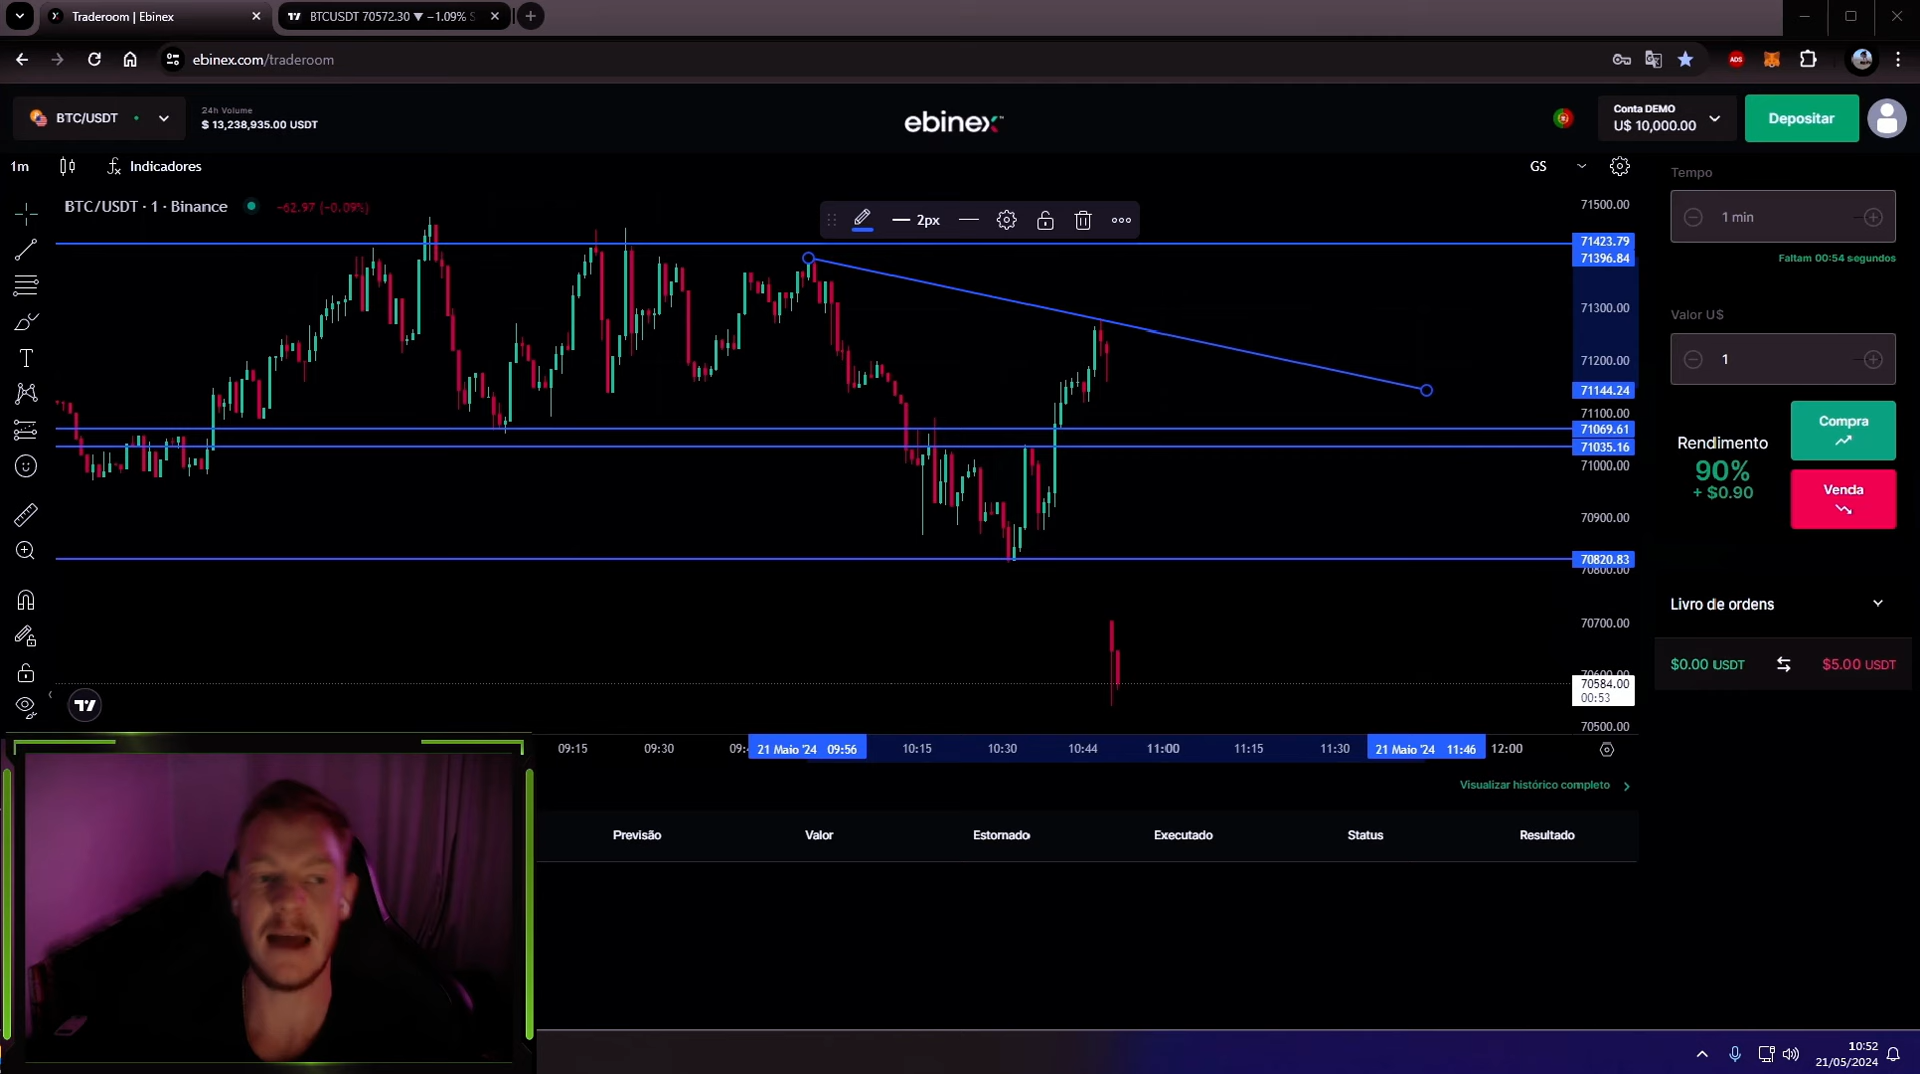 Traderoom | Ebinex
BTCUSDT 70572.30 ▼ −1.09%
ebinex.com/traderoom
ADS
BTC/USDT
24h Volume
$ 13,238,935.00 USDT
ebinex
Conta DEMO
U$ 10,000.00
Depositar
1m
Indicadores
GS
BTC/USDT · 1 · Binance
-62.97 (-0.09%)
2px
71500.00
71423.79
71396.84
71300.00
71200.00
71144.24
71100.00
71069.61
71035.16
71000.00
70900.00
70820.83
70800.00
70700.00
70600.00
70584.00
00:53
70500.00
Tempo
1 min
Faltam 00:54 segundos
Valor U$
1
Rendimento
90%
+ $0.90
Compra
Venda
Livro de ordens
$0.00 USDT
$5.00 USDT
09:15
09:30
21 Maio '24 09:56
10:15
10:30
10:44
11:00
11:15
11:30
21 Maio '24 11:46
12:00
Visualizar histórico completo
Previsão
Valor
Estornado
Executado
Status
Resultado
10:52
21/05/2024